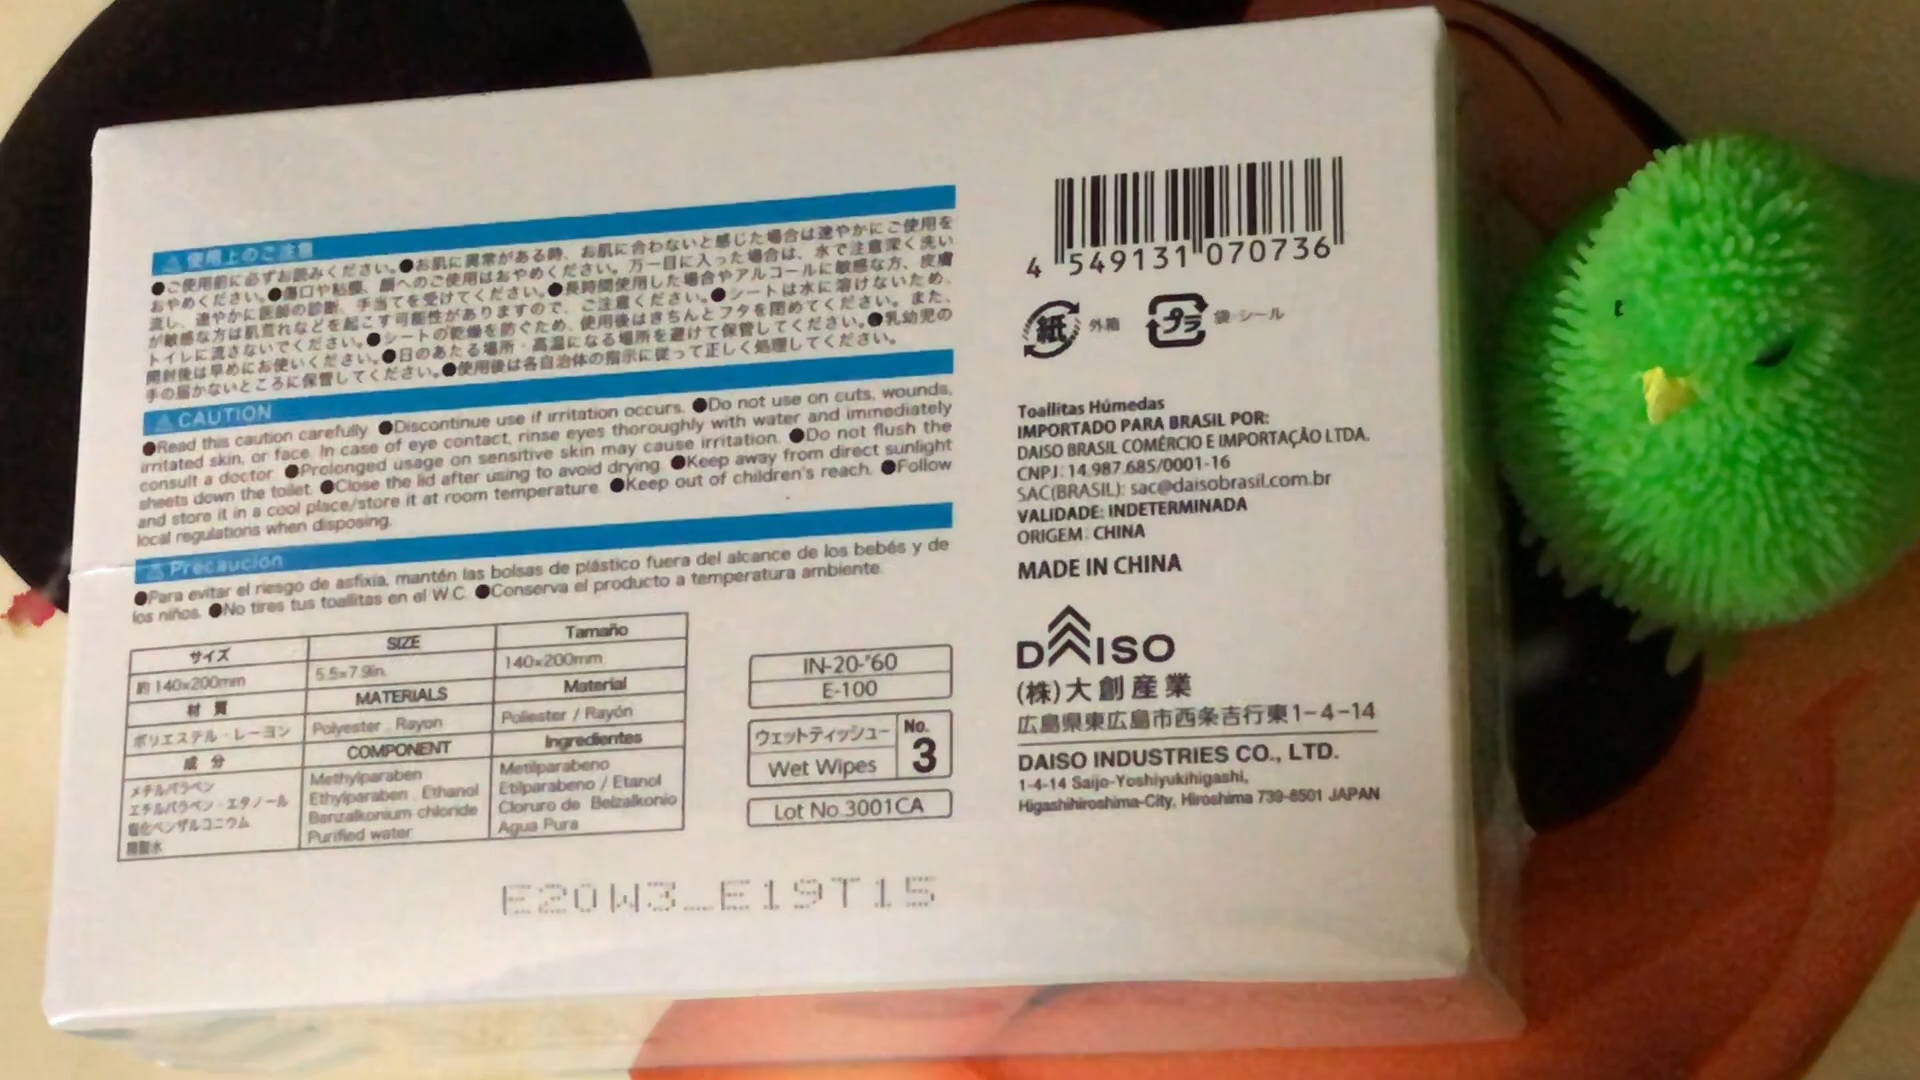 ⚠使用上のご注意
●ご使用前に必ずお読みください。●お肌に異常がある時、お肌に合わないと感じた場合は速やかにご使用を
おやめください。●傷口や粘膜、顔へのご使用はおやめください。万一目に入った場合は、水で注意深く洗い
流し、速やかに医師の診断、手当てを受けてください。●長時間使用した場合やアルコールに敏感な方、皮膚
が敏感な方は肌荒れなどを起こす可能性がありますので、ご注意ください。●シートは水に溶けないため、
トイレに流さないでください。●シートの乾燥を防ぐため、使用後はきちんとフタを閉めてください。また、
開封後は早めにお使いください。●日のあたる場所・高温になる場所を避けて保管してください。●乳幼児の
手の届かないところに保管してください。●使用後は各自治体の指示に従って正しく処理してください。
⚠CAUTION
●Read this caution carefully ●Discontinue use if irritation occurs. ●Do not use on cuts, wounds,
irritated skin, or face. In case of eye contact, rinse eyes thoroughly with water and immediately
consult a doctor ●Prolonged usage on sensitive skin may cause irritation. ●Do not flush the
sheets down the toilet. ●Close the lid after using to avoid drying. ●Keep away from direct sunlight
and store it in a cool place/store it at room temperature ●Keep out of children's reach. ●Follow
local regulations when disposing.
⚠Precaución
●Para evitar el riesgo de asfixia, mantén las bolsas de plástico fuera del alcance de los bebés y de
los niños. ●No tires tus toallitas en el W.C. ●Conserva el producto a temperatura ambiente.
サイズ SIZE Tamaño
約 140×200mm 5.5×7.9in. 140×200mm
材 質 MATERIALS Material
ポリエステル・レーヨン Polyester . Rayon Poliester / Rayón
成 分 COMPONENT Ingredientes
メチルパラベン Methylparaben Metilparabeno
エチルパラベン・エタノール Ethylparaben . Ethanol Etilparabeno / Etanol
塩化ベンザルコニウム Benzalkonium chloride Cloruro de Belzalkonio
精製水 Purified water Agua Pura
IN-20-'60
E-100
ウェットティッシュー
Wet Wipes
No.
3
Lot No.3001CA
E20W3_E19T15
4 549131 070736
紙 外箱 プラ 袋・シール
Toallitas Húmedas
IMPORTADO PARA BRASIL POR:
DAISO BRASIL COMÉRCIO E IMPORTAÇÃO LTDA.
CNPJ: 14.987.685/0001-16
SAC(BRASIL): sac@daisobrasil.com.br
VALIDADE: INDETERMINADA
ORIGEM: CHINA
MADE IN CHINA
DAISO
(株)大創産業
広島県東広島市西条吉行東1-4-14
DAISO INDUSTRIES CO., LTD.
1-4-14 Saijo-Yoshiyukihigashi,
Higashihiroshima-City, Hiroshima 739-8501 JAPAN